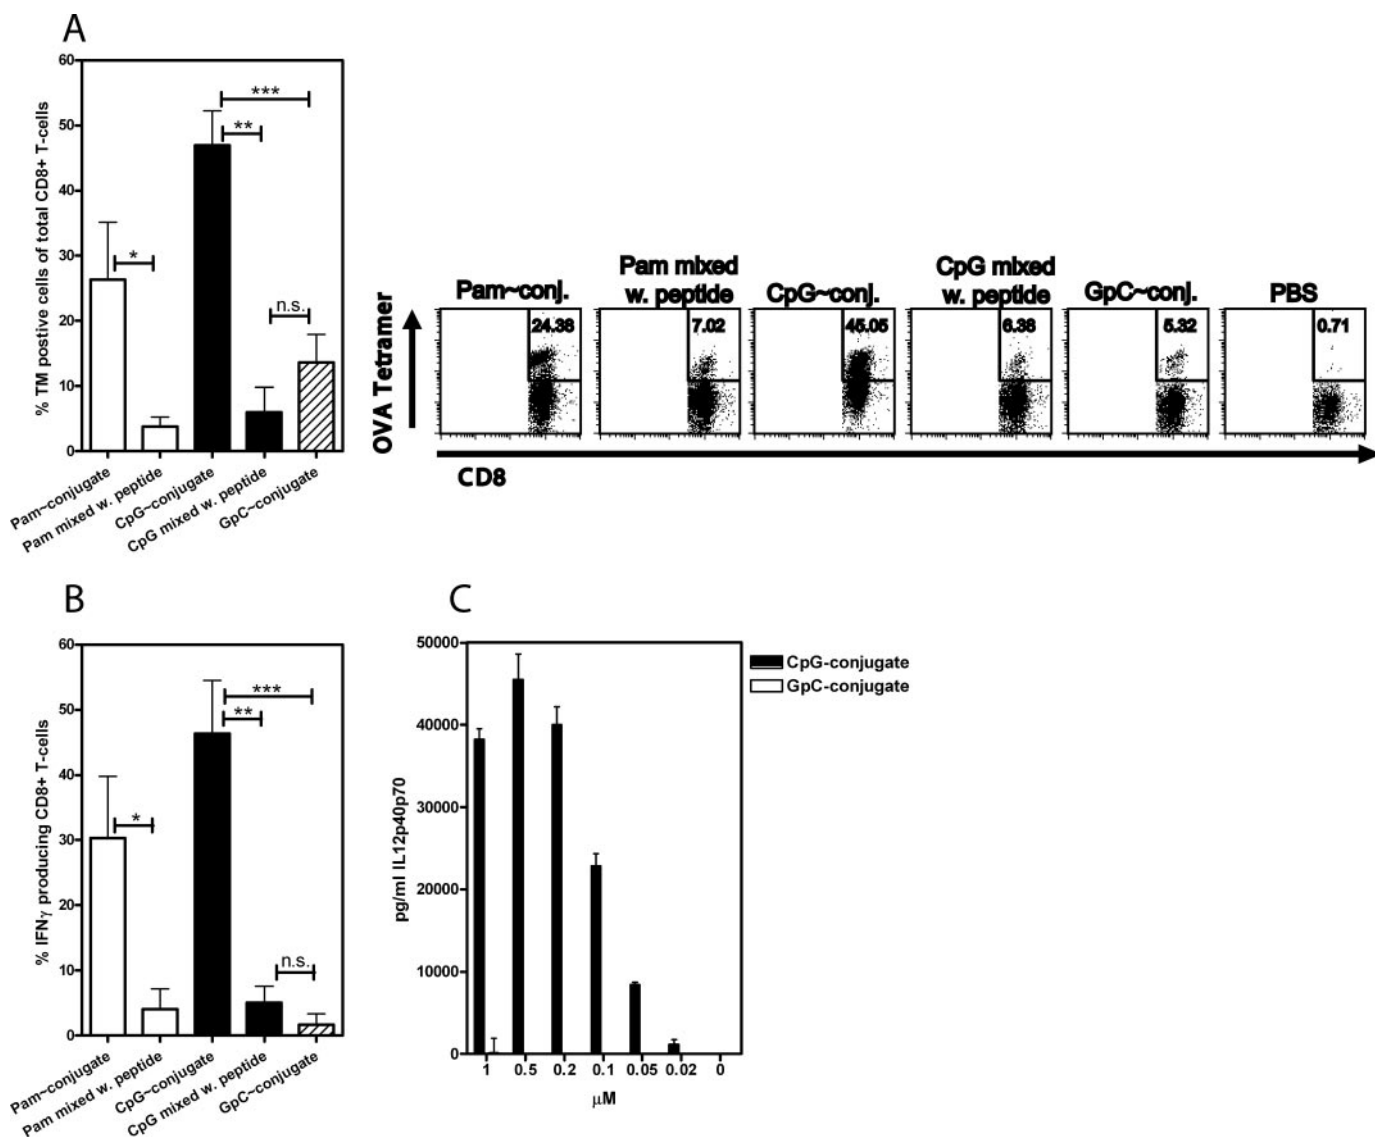 A
60
50
40
30
20
10
0
% TM postive cells of total CD8+ T-cells
***
**
*
n.s.
Pam~conjugate
Pam mixed w. peptide
CpG~conjugate
CpG mixed w. peptide
GpC~conjugate
OVA Tetramer
Pam~conj.
Pam mixed
w. peptide
CpG~conj.
CpG mixed
w. peptide
GpC~conj.
PBS
24.38
7.02
45.05
6.38
5.32
0.71
CD8
B
60
50
40
30
20
10
0
% IFNγ producing CD8+ T-cells
***
**
*
n.s.
Pam~conjugate
Pam mixed w. peptide
CpG~conjugate
CpG mixed w. peptide
GpC~conjugate
C
50000
40000
30000
20000
10000
0
pg/ml IL12p40p70
1 0.5 0.2 0.1 0.05 0.02 0
μM
CpG-conjugate
GpC-conjugate